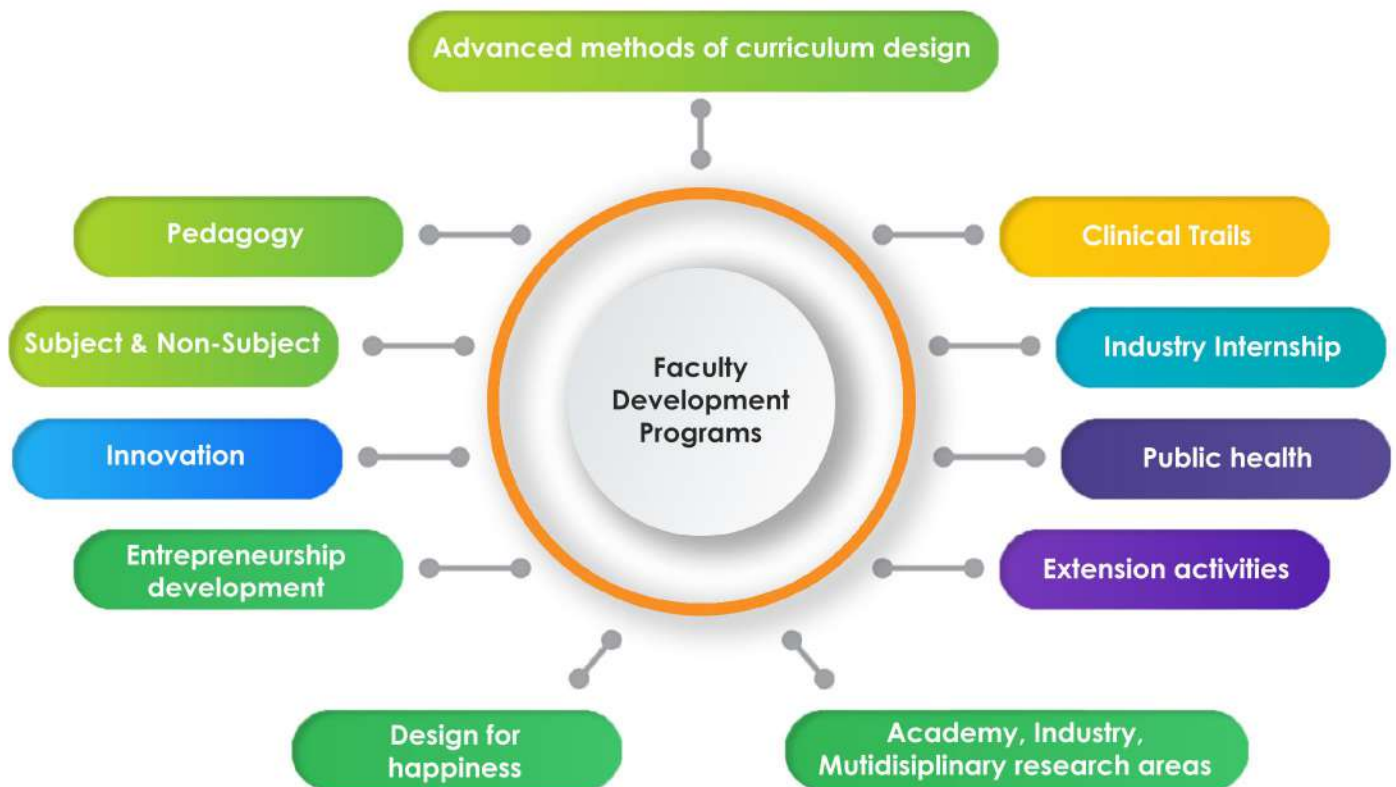 Advanced methods of curriculum design
Pedagogy
Clinical Trails
Subject & Non-Subject
Industry Internship
Faculty
Development
Programs
Innovation
Public health
Entrepreneurship
development
Extension activities
Design for
happiness
Academy, Industry,
Mutidisiplinary research areas